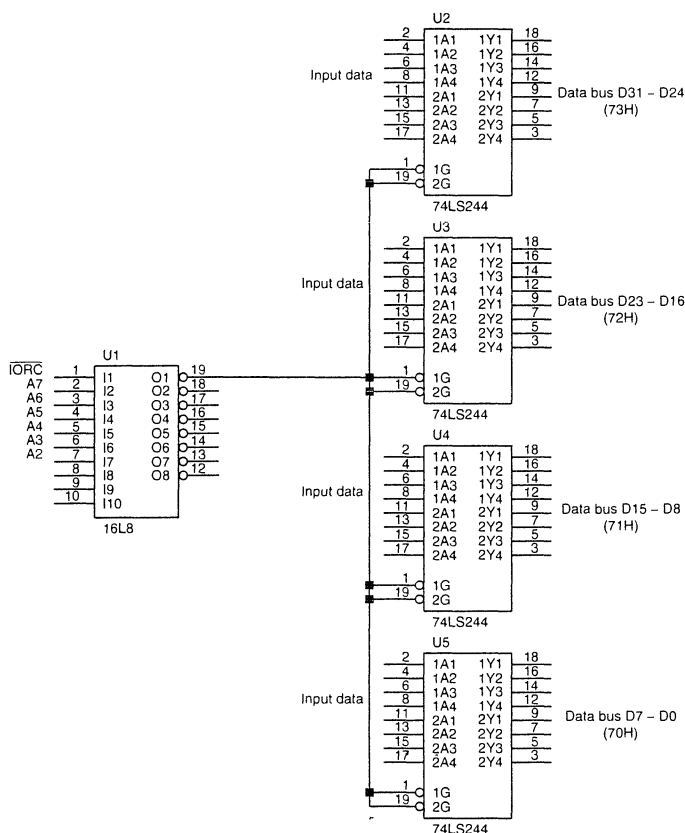 U2
2 1A1 1Y1 18
4 1A2 1Y2 16
6 1A3 1Y3 14
Input data 8 1A4 1Y4 12
11 2A1 2Y1 9 Data bus D31 – D24
13 2A2 2Y2 7 (73H)
15 2A3 2Y3 5
17 2A4 2Y4 3
1 1G
19 2G
74LS244
U3
2 1A1 1Y1 18
4 1A2 1Y2 16
6 1A3 1Y3 14
Input data 8 1A4 1Y4 12
11 2A1 2Y1 9 Data bus D23 – D16
13 2A2 2Y2 7 (72H)
15 2A3 2Y3 5
17 2A4 2Y4 3
1 1G
19 2G
74LS244
U1
IORC 1 I1 O1 19
A7 2 I2 O2 18
A6 3 I3 O3 17
A5 4 I4 O4 16
A4 5 I5 O5 15
A3 6 I6 O6 14
A2 7 I7 O7 13
8 I8 O8 12
9 I9
10 I10
16L8
U4
2 1A1 1Y1 18
4 1A2 1Y2 16
6 1A3 1Y3 14
Input data 8 1A4 1Y4 12
11 2A1 2Y1 9 Data bus D15 – D8
13 2A2 2Y2 7 (71H)
15 2A3 2Y3 5
17 2A4 2Y4 3
1 1G
19 2G
74LS244
U5
2 1A1 1Y1 18
4 1A2 1Y2 16
6 1A3 1Y3 14
Input data 8 1A4 1Y4 12
11 2A1 2Y1 9 Data bus D7 – D0
13 2A2 2Y2 7 (70H)
15 2A3 2Y3 5
17 2A4 2Y4 3
1 1G
19 2G
74LS244